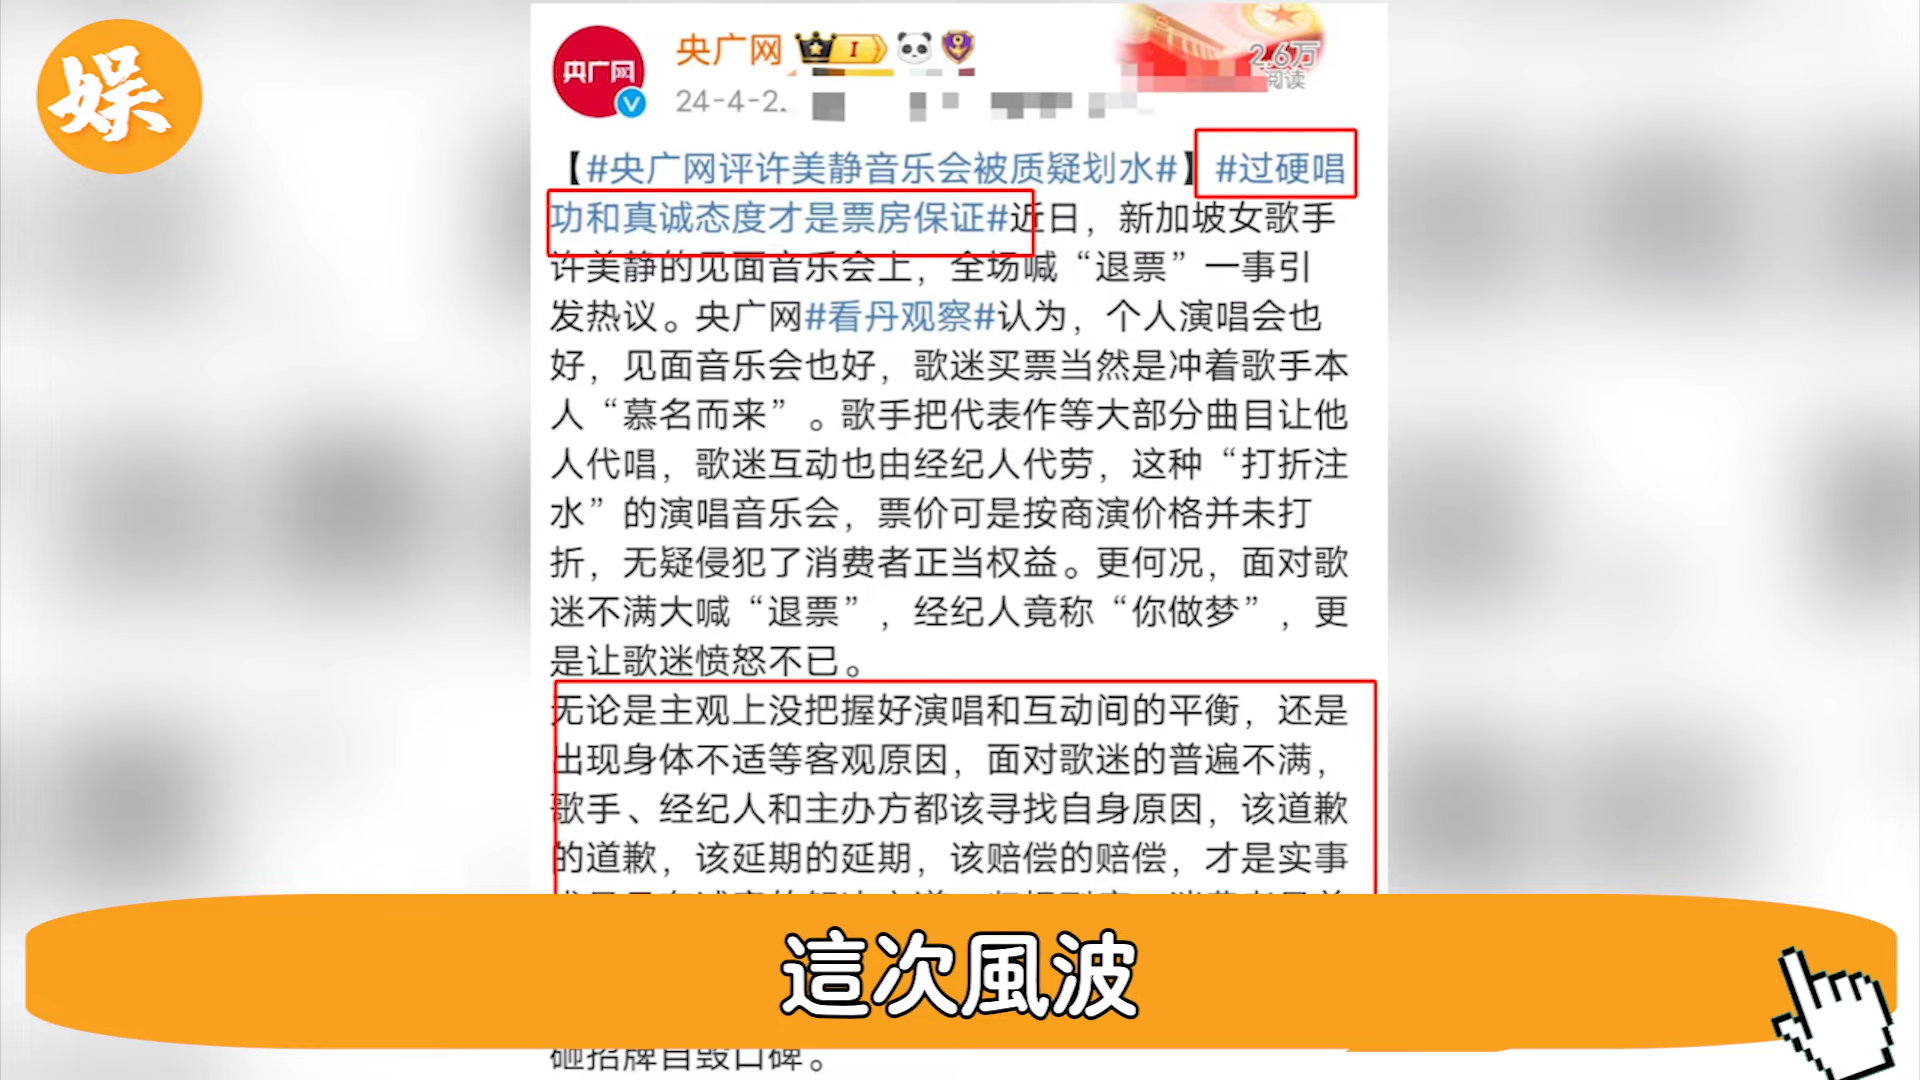 娱
央广网
央广网
I
2.6万
阅读
24-4-2
【#央广网评许美静音乐会被质疑划水#】 #过硬唱
功和真诚态度才是票房保证#近日，新加坡女歌手
许美静的见面音乐会上，全场喊“退票”一事引
发热议。央广网#看丹观察#认为，个人演唱会也
好，见面音乐会也好，歌迷买票当然是冲着歌手本
人“慕名而来”。歌手把代表作等大部分曲目让他
人代唱，歌迷互动也由经纪人代劳，这种“打折注
水”的演唱音乐会，票价可是按商演价格并未打
折，无疑侵犯了消费者正当权益。更何况，面对歌
迷不满大喊“退票”，经纪人竟称“你做梦”，更
是让歌迷愤怒不已。
无论是主观上没把握好演唱和互动间的平衡，还是
出现身体不适等客观原因，面对歌迷的普遍不满，
歌手、经纪人和主办方都该寻找自身原因，该道歉
的道歉，该延期的延期，该赔偿的赔偿，才是实事
這次風波
砸招牌自毁口碑。